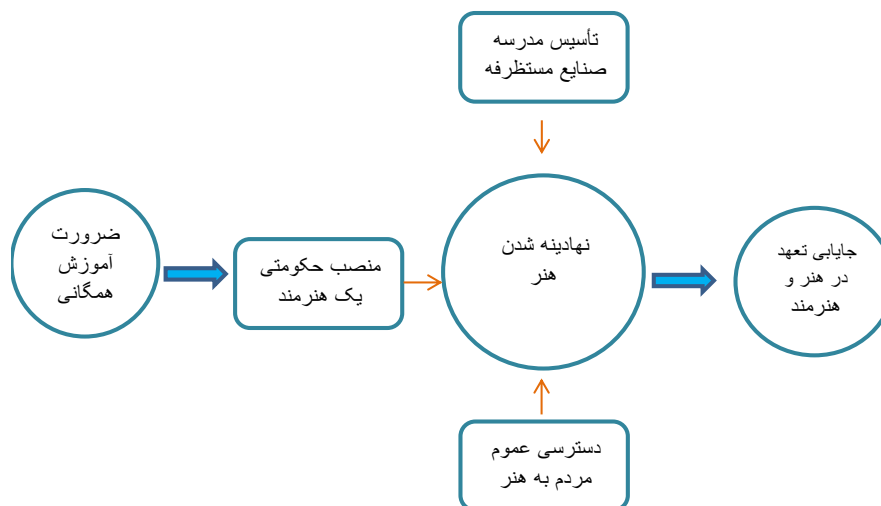 تأسیس مدرسه
صنایع مستظرفه
ضرورت
آموزش
همگانی
منصب حکومتی
یک هنرمند
نهادینه شدن
هنر
جایابی تعهد
در هنر و
هنرمند
دسترسی عموم
مردم به هنر